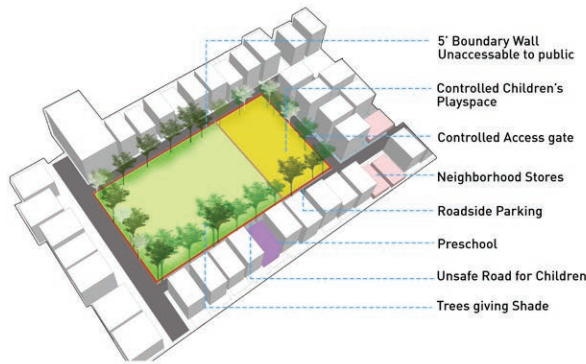 5' Boundary Wall
Unaccessable to public
Controlled Children's
Playspace
Controlled Access gate
Neighborhood Stores
Roadside Parking
Preschool
Unsafe Road for Children
Trees giving Shade